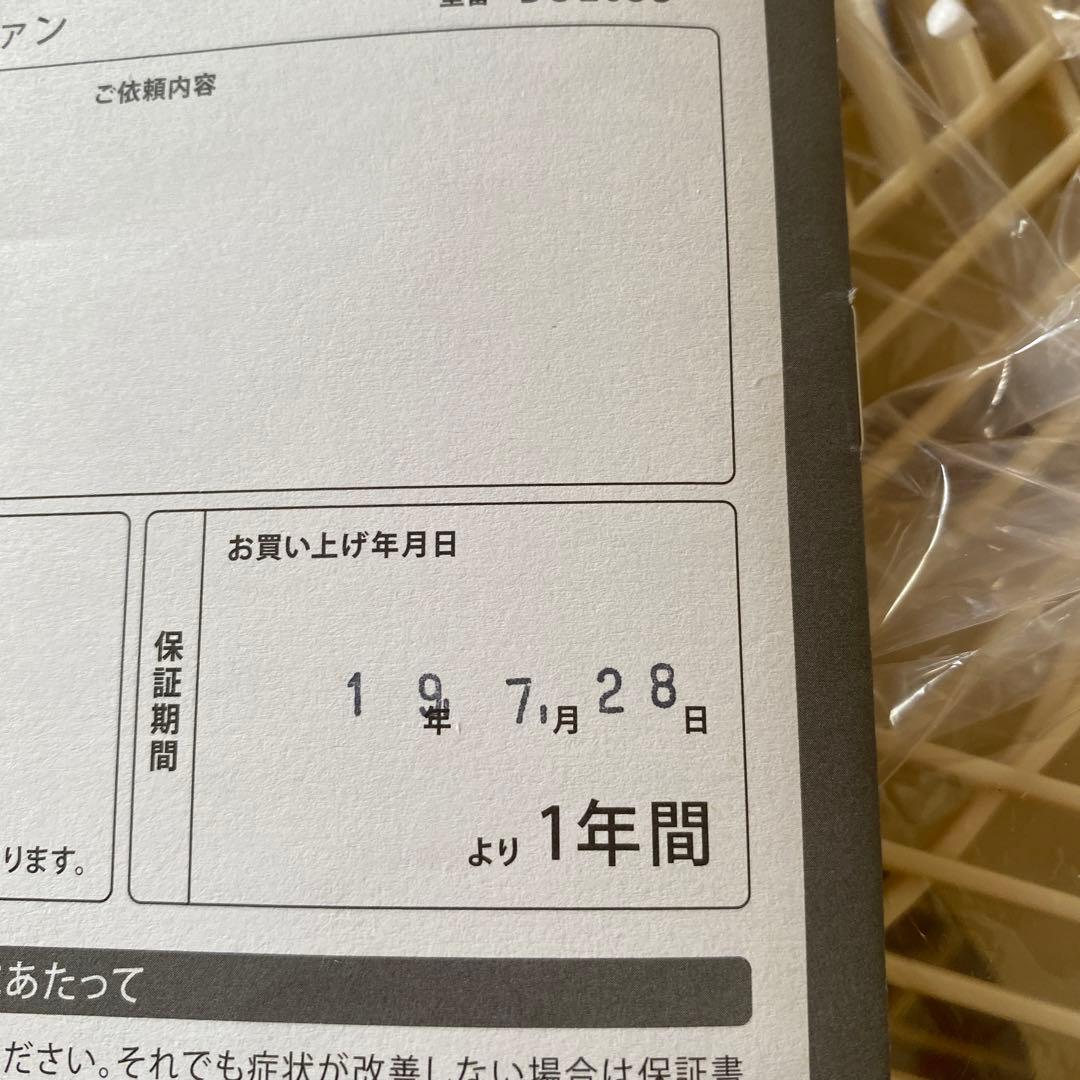 ァン
ご依頼内容
保証期間
お買い上げ年月日
19年 7月28日
より 1年間
ります。
あたって
ださい。それでも症状が改善しない場合は保証書